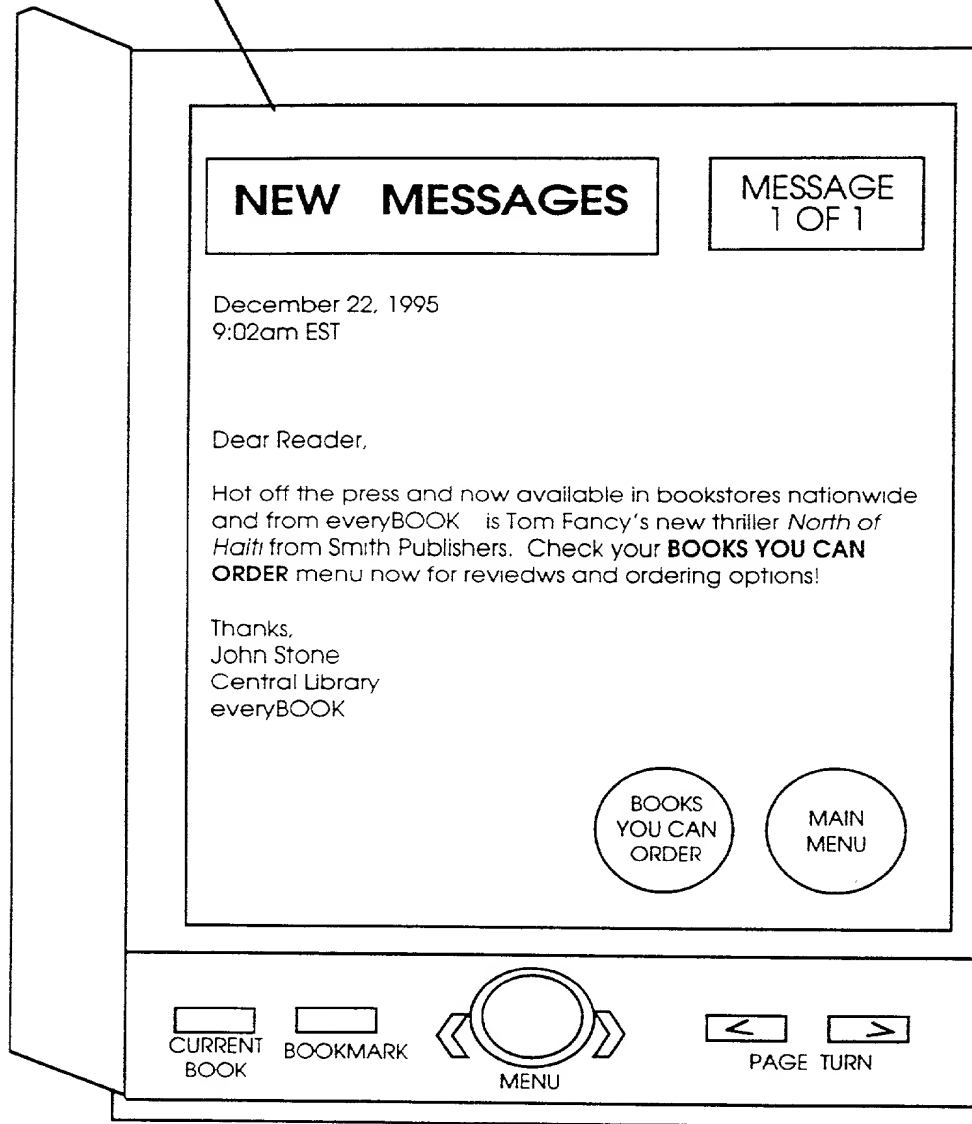 NEW MESSAGES
MESSAGE
1 OF 1
December 22, 1995
9:02am EST
Dear Reader,
Hot off the press and now available in bookstores nationwide
and from everyBOOK is Tom Fancy's new thriller North of
Haiti from Smith Publishers. Check your BOOKS YOU CAN
ORDER menu now for reviedws and ordering options!
Thanks,
John Stone
Central Library
everyBOOK
BOOKS
YOU CAN
ORDER
MAIN
MENU
CURRENT
BOOK
BOOKMARK
MENU
<
>
PAGE TURN